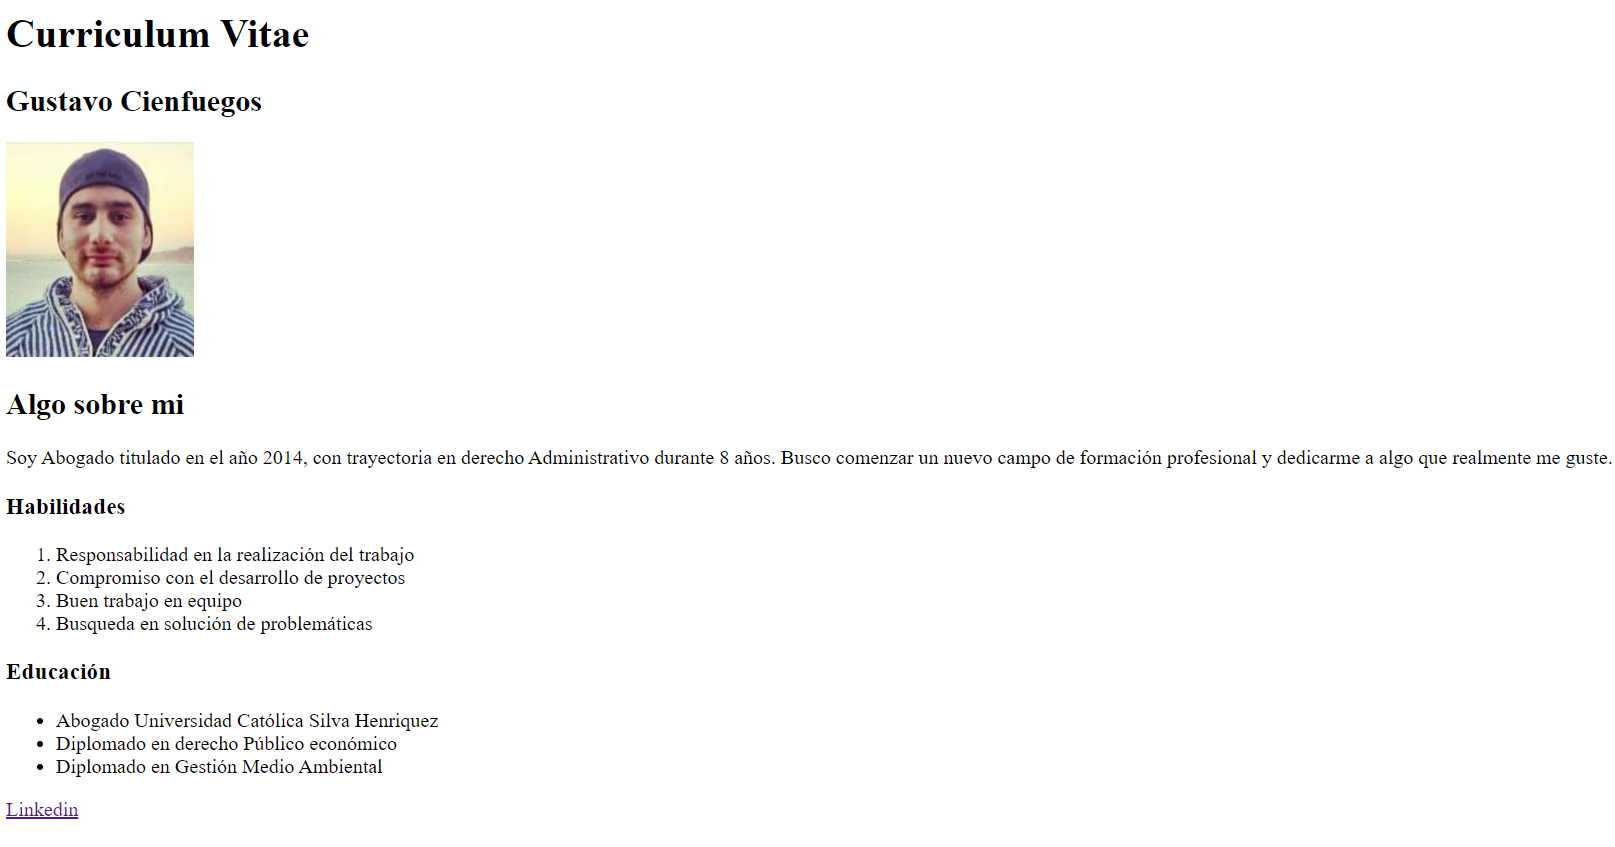 Curriculum Vitae
Gustavo Cienfuegos
Algo sobre mi
Soy Abogado titulado en el año 2014, con trayectoria en derecho Administrativo durante 8 años. Busco comenzar un nuevo campo de formación profesional y dedicarme a algo que realmente me guste.
Habilidades
1. Responsabilidad en la realización del trabajo
2. Compromiso con el desarrollo de proyectos
3. Buen trabajo en equipo
4. Busqueda en solución de problemáticas
Educación
• Abogado Universidad Católica Silva Henriquez
• Diplomado en derecho Público económico
• Diplomado en Gestión Medio Ambiental
Linkedin